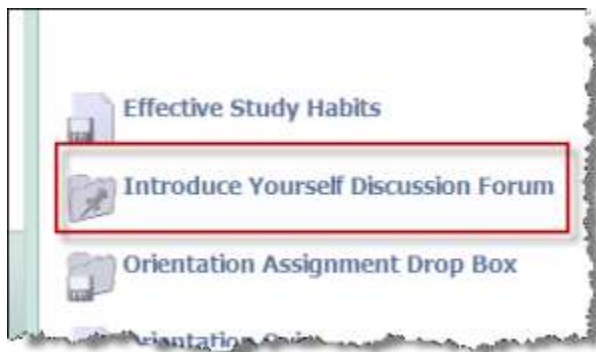 Effective Study Habits
Introduce Yourself Discussion Forum
Orientation Assignment Drop Box